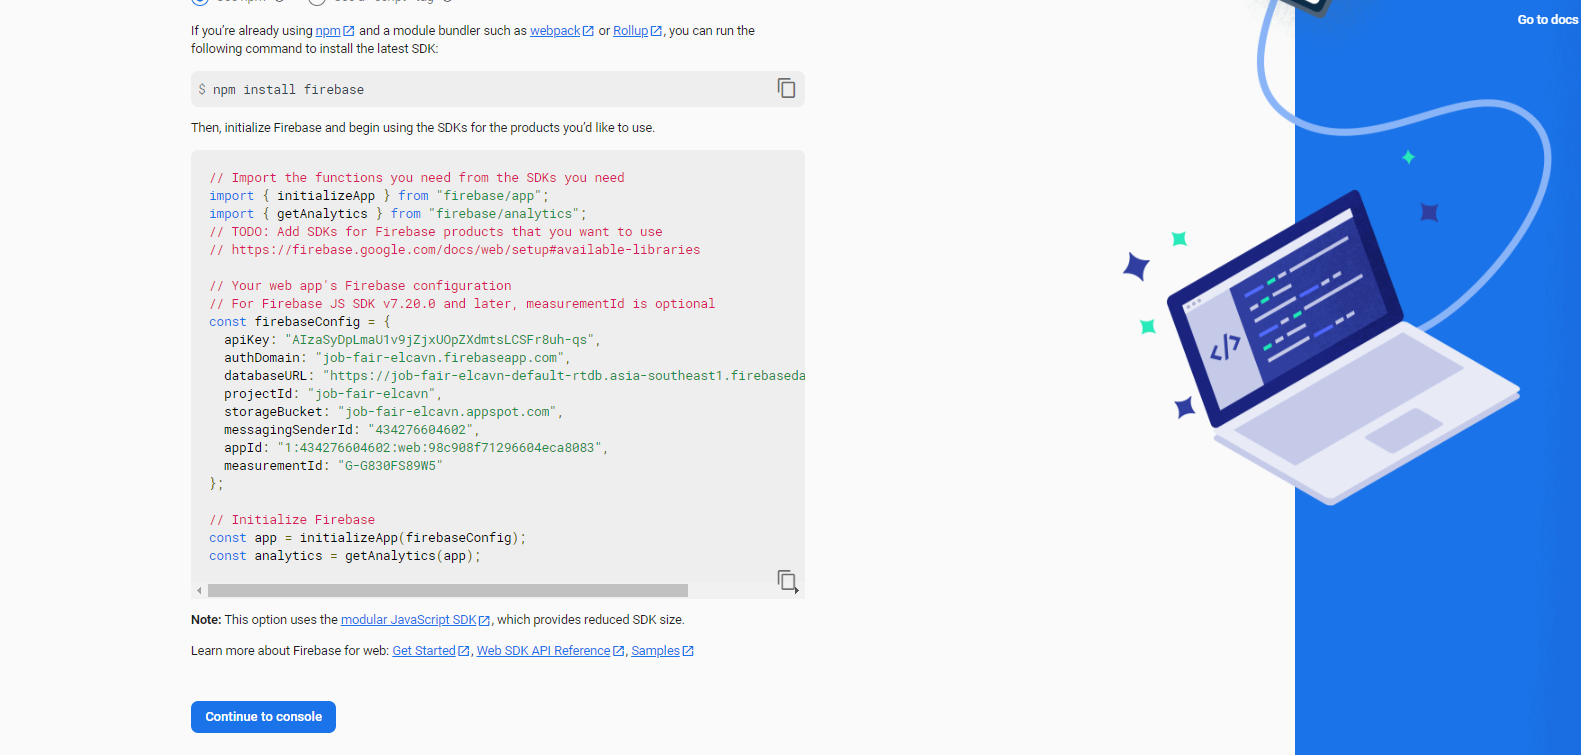 If you're already using npm and a module bundler such as webpack or Rollup, you can run the
following command to install the latest SDK:
$ npm install firebase
Then, initialize Firebase and begin using the SDKs for the products you'd like to use.
// Import the functions you need from the SDKs you need
import { initializeApp } from "firebase/app";
import { getAnalytics } from "firebase/analytics";
// TODO: Add SDKs for Firebase products that you want to use
// https://firebase.google.com/docs/web/setup#available-libraries
// Your web app's Firebase configuration
// For Firebase JS SDK v7.20.0 and later, measurementId is optional
const firebaseConfig = {
apiKey: "AIzaSyDpLmaU1v9jZjxUOpZXdmtsLCSFr8uh-qs",
authDomain: "job-fair-elcavn.firebaseapp.com",
databaseURL: "https://job-fair-elcavn-default-rtdb.asia-southeast1.firebaseda
projectId: "job-fair-elcavn",
storageBucket: "job-fair-elcavn.appspot.com",
messagingSenderId: "434276604602",
appId: "1:434276604602:web:98c908f71296604eca8083",
measurementId: "G-G830FS89W5"
};
// Initialize Firebase
const app = initializeApp(firebaseConfig);
const analytics = getAnalytics(app);
Note: This option uses the modular JavaScript SDK, which provides reduced SDK size.
Learn more about Firebase for web: Get Started, Web SDK API Reference, Samples
Continue to console
Go to docs
</>